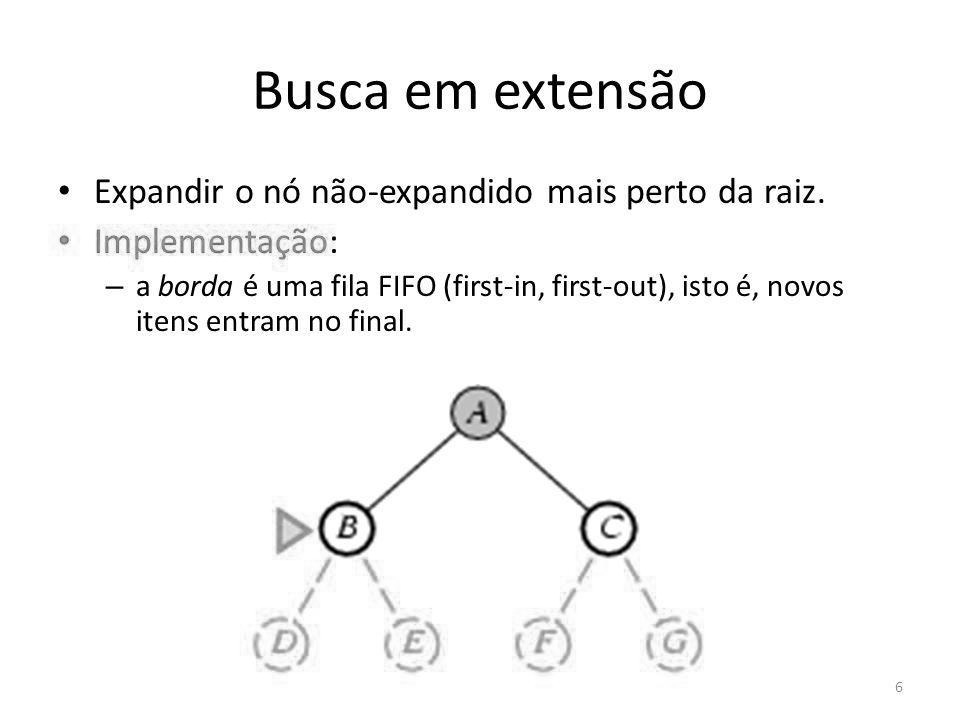 Busca em extensão
• Expandir o nó não-expandido mais perto da raiz.
• Implementação:
– a borda é uma fila FIFO (first-in, first-out), isto é, novos
itens entram no final.
A
B C
D E F G
6